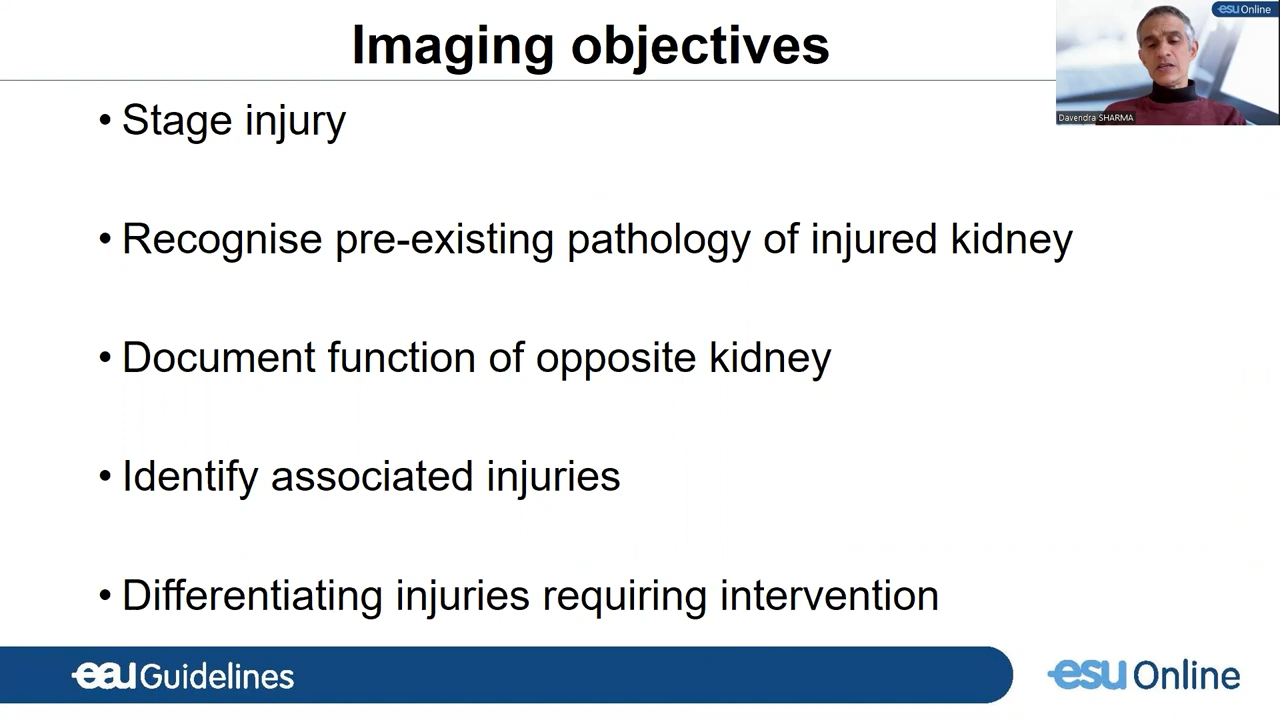 Imaging objectives
esu Online
Davendra SHARMA
• Stage injury
• Recognise pre-existing pathology of injured kidney
• Document function of opposite kidney
• Identify associated injuries
• Differentiating injuries requiring intervention
eau Guidelines
esu Online